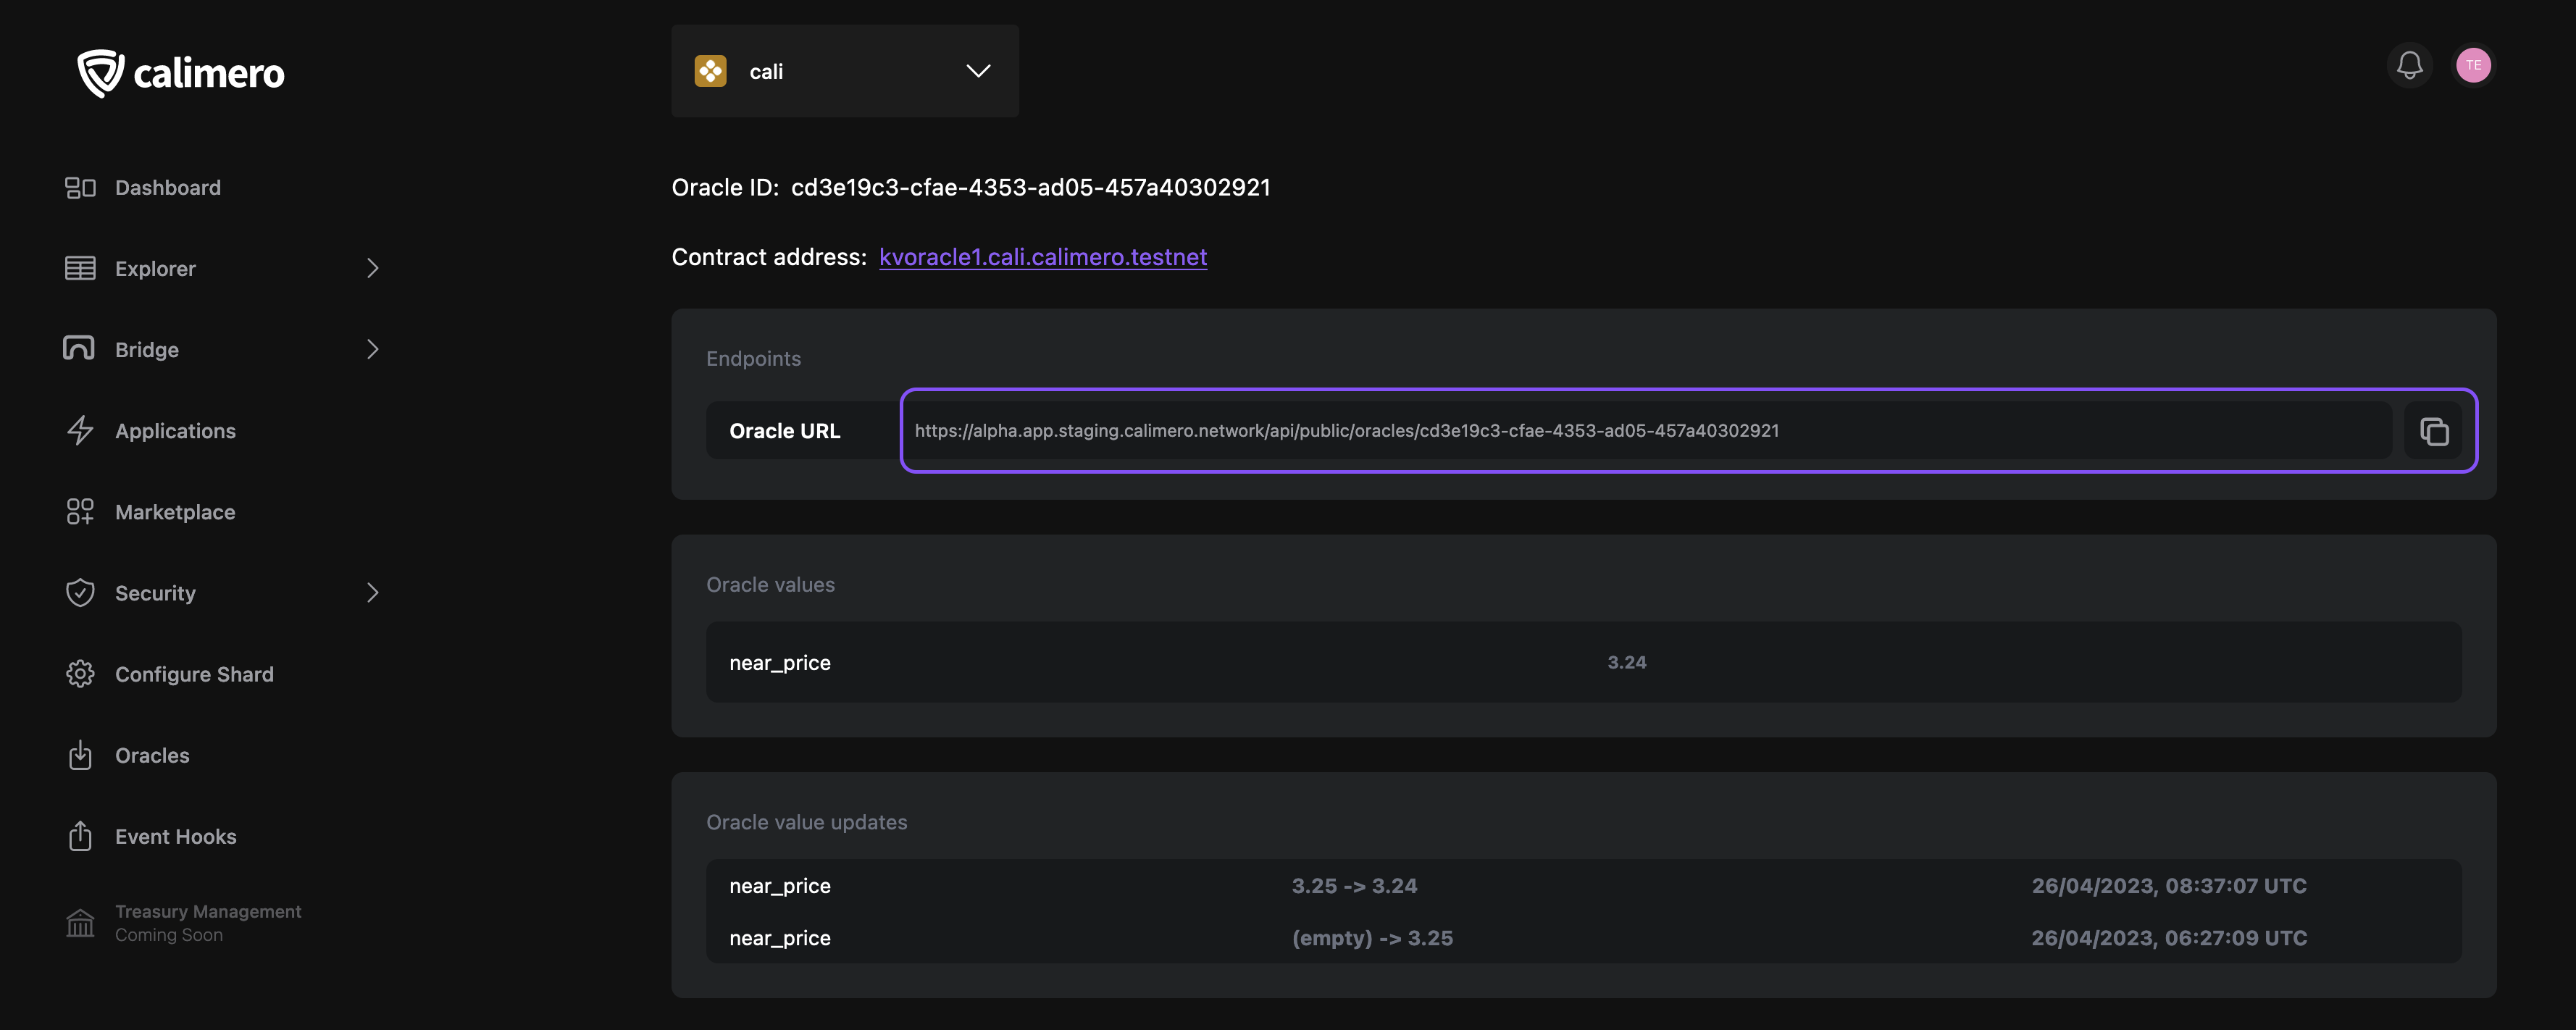 calimero
cali
TE
Dashboard
Explorer
Bridge
Applications
Marketplace
Security
Configure Shard
Oracles
Event Hooks
Treasury Management
Coming Soon
Oracle ID: cd3e19c3-cfae-4353-ad05-457a40302921
Contract address: kvoracle1.cali.calimero.testnet
Endpoints
Oracle URL https://alpha.app.staging.calimero.network/api/public/oracles/cd3e19c3-cfae-4353-ad05-457a40302921
Oracle values
near_price 3.24
Oracle value updates
near_price 3.25 -> 3.24 26/04/2023, 08:37:07 UTC
near_price (empty) -> 3.25 26/04/2023, 06:27:09 UTC